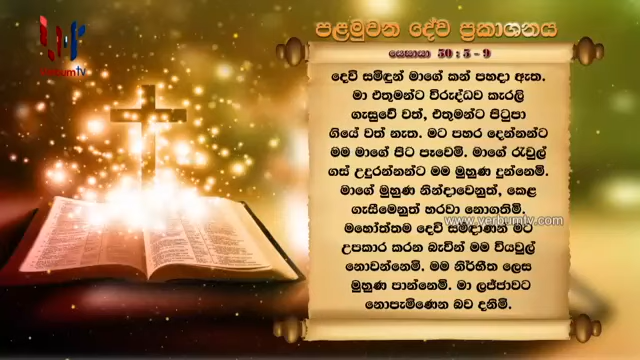 පළමුවන දේව ප්‍රකාශනය
යෙසායා 50 : 5 - 9
දෙවි සමිඳුන් මාගේ කන් පහදා ඇත.
මා එතුමන්ට විරුද්ධව කැරලි
ගැසුවේ වත්, එතුමන්ට පිටුපා
ගියේ වත් නැත. මට පහර දෙන්නන්ට
මම මාගේ පිට පෑවෙමි. මාගේ රැවුල්
ගස් උදුරන්නන්ට මම මුහුණ දුන්නෙමි.
මාගේ මුහුණ නින්දාවෙනුත්, කෙළ
ගැසීමෙනුත් හරවා නොගතිමි.
www.verbumtv.com
මහෝත්තම දෙවි සමිඳාණන් මට
උපකාර කරන බැවින් මම වියවුල්
නොවන්නෙමි. මම නිර්භීත ලෙස
මුහුණ පාන්නෙමි. මා ලජ්ජාවට
නොපැමිණෙන බව දනිමි.
verbumtv